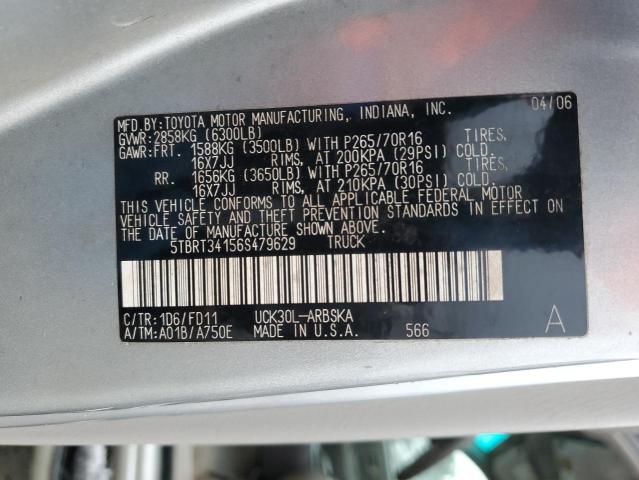 MFD.BY:TOYOTA MOTOR MANUFACTURING, INDIANA, INC. 04/06
GVWR:2858KG (6300LB)
GAWR:FRT. 1588KG (3500LB) WITH P265/70R16 TIRES,
16X7JJ RIMS, AT 200KPA (29PSI) COLD.
RR. 1656KG (3650LB) WITH P265/70R16 TIRES,
16X7JJ RIMS, AT 210KPA (30PSI) COLD.
THIS VEHICLE CONFORMS TO ALL APPLICABLE FEDERAL MOTOR
VEHICLE SAFETY AND THEFT PREVENTION STANDARDS IN EFFECT ON
THE DATE OF MANUFACTURE SHOWN ABOVE.
5TBRT34156S479629 TRUCK
C/TR:1D6/FD11 UCK30L-ARBSKA
A/TM:A01B/A750E MADE IN U.S.A. 566 A